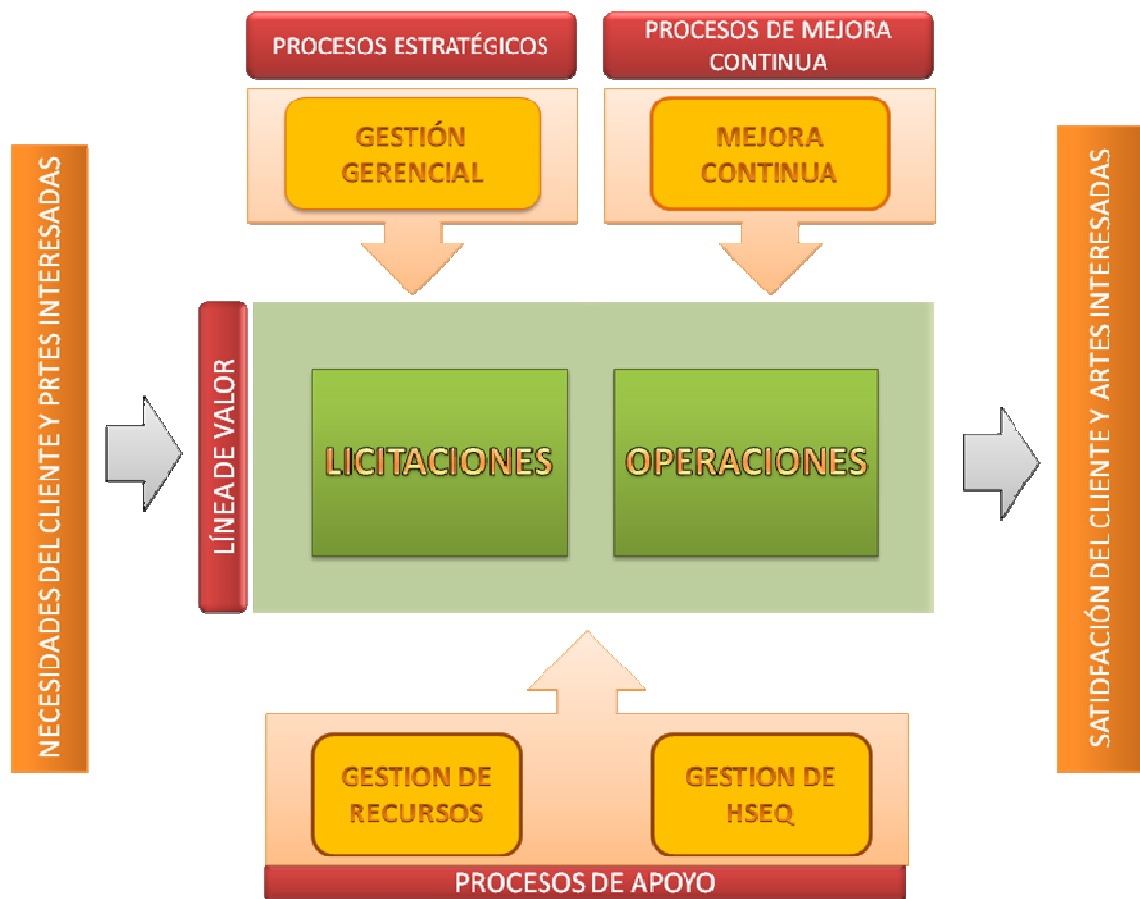 PROCESOS ESTRATÉGICOS
PROCESOS DE MEJORA
CONTINUA
GESTIÓN
GERENCIAL
MEJORA
CONTINUA
NECESIDADES DEL CLIENTE Y PRTES INTERESADAS
LÍNEA DE VALOR
LICITACIONES
OPERACIONES
SATIDFACIÓN DEL CLIENTE Y ARTES INTERESADAS
GESTION DE
RECURSOS
GESTION DE
HSEQ
PROCESOS DE APOYO